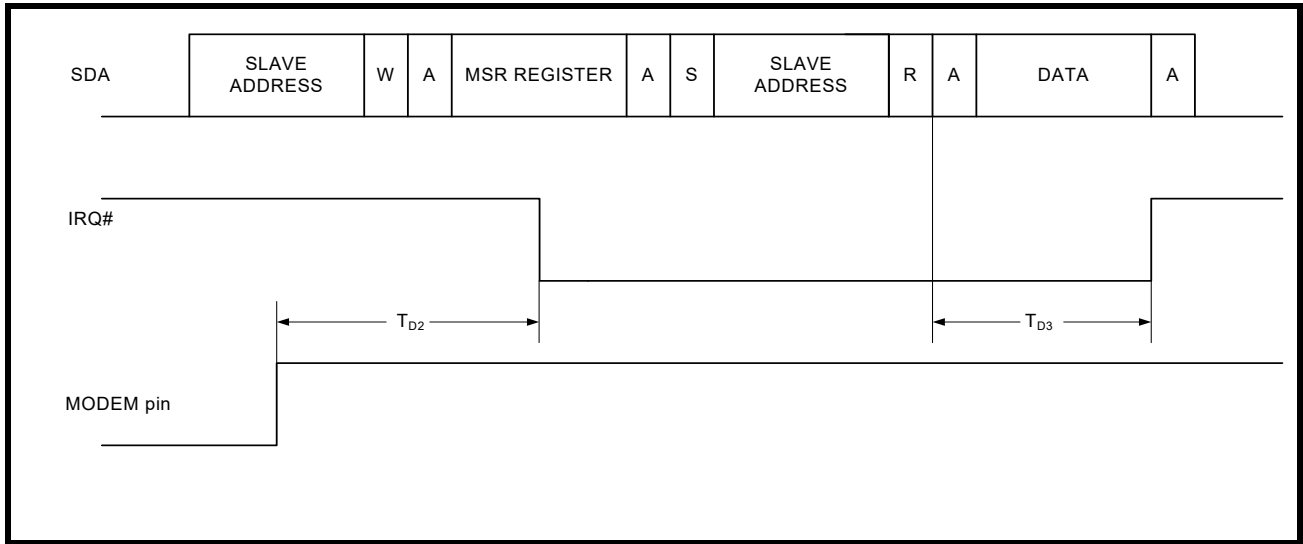 SDA
SLAVE
ADDRESS
W
A
MSR REGISTER
A
S
SLAVE
ADDRESS
R
A
DATA
A
IRQ#
TD2
TD3
MODEM pin